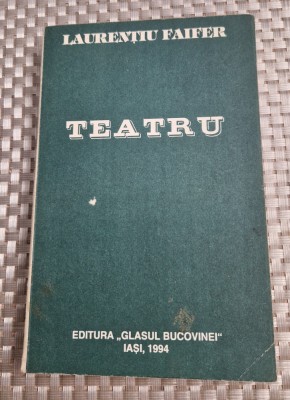 LAURENȚIU FAIFER
TEATRU
EDITURA „GLASUL BUCOVINEI“
IAȘI, 1994